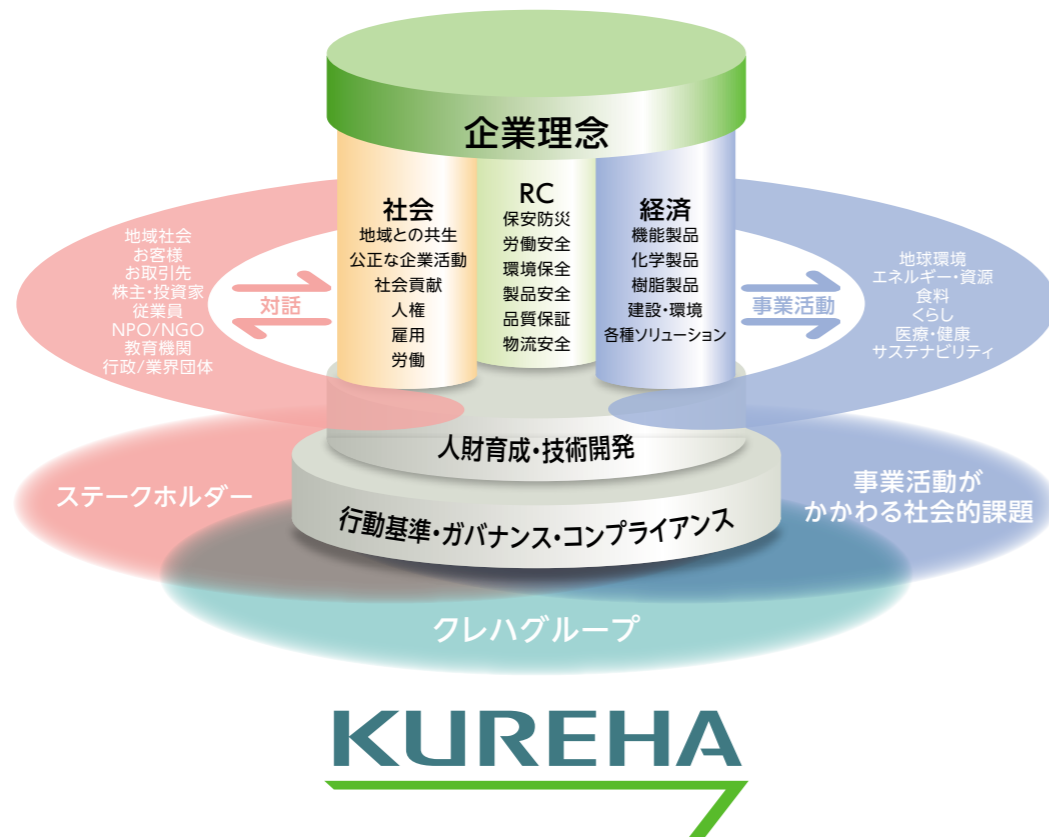 企業理念
社会
地域との共生
公正な企業活動
社会貢献
人権
雇用
労働
RC
保安防災
労働安全
環境保全
製品安全
品質保証
物流安全
経済
機能製品
化学製品
樹脂製品
建設・環境
各種ソリューション
地域社会
お客様
お取引先
株主・投資家
従業員
NPO/NGO
教育機関
行政/業界団体
対話
事業活動
地球環境
エネルギー・資源
食料
くらし
医療・健康
サステナビリティ
人財育成・技術開発
行動基準・ガバナンス・コンプライアンス
ステークホルダー
事業活動が
かかわる社会的課題
クレハグループ
KUREHA